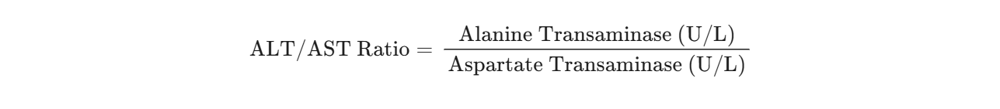 ALT/AST Ratio = Alanine Transaminase (U/L)
Aspartate Transaminase (U/L)